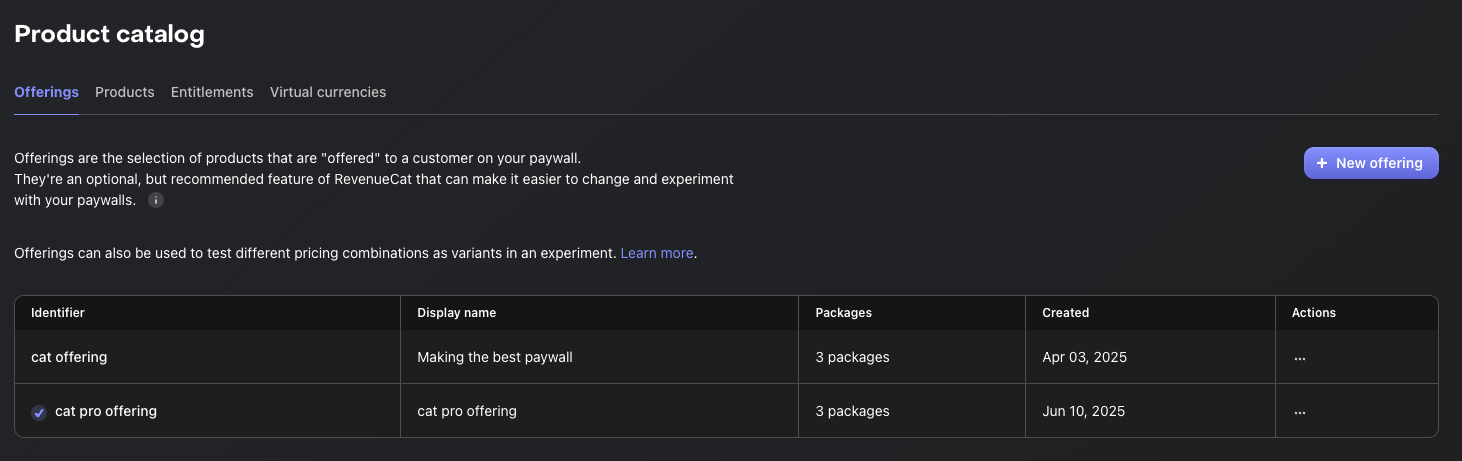 Product catalog
Offerings Products Entitlements Virtual currencies
Offerings are the selection of products that are "offered" to a customer on your paywall.
They're an optional, but recommended feature of RevenueCat that can make it easier to change and experiment
with your paywalls. i
+ New offering
Offerings can also be used to test different pricing combinations as variants in an experiment. Learn more.
Identifier Display name Packages Created Actions
cat offering Making the best paywall 3 packages Apr 03, 2025 ...
cat pro offering cat pro offering 3 packages Jun 10, 2025 ...